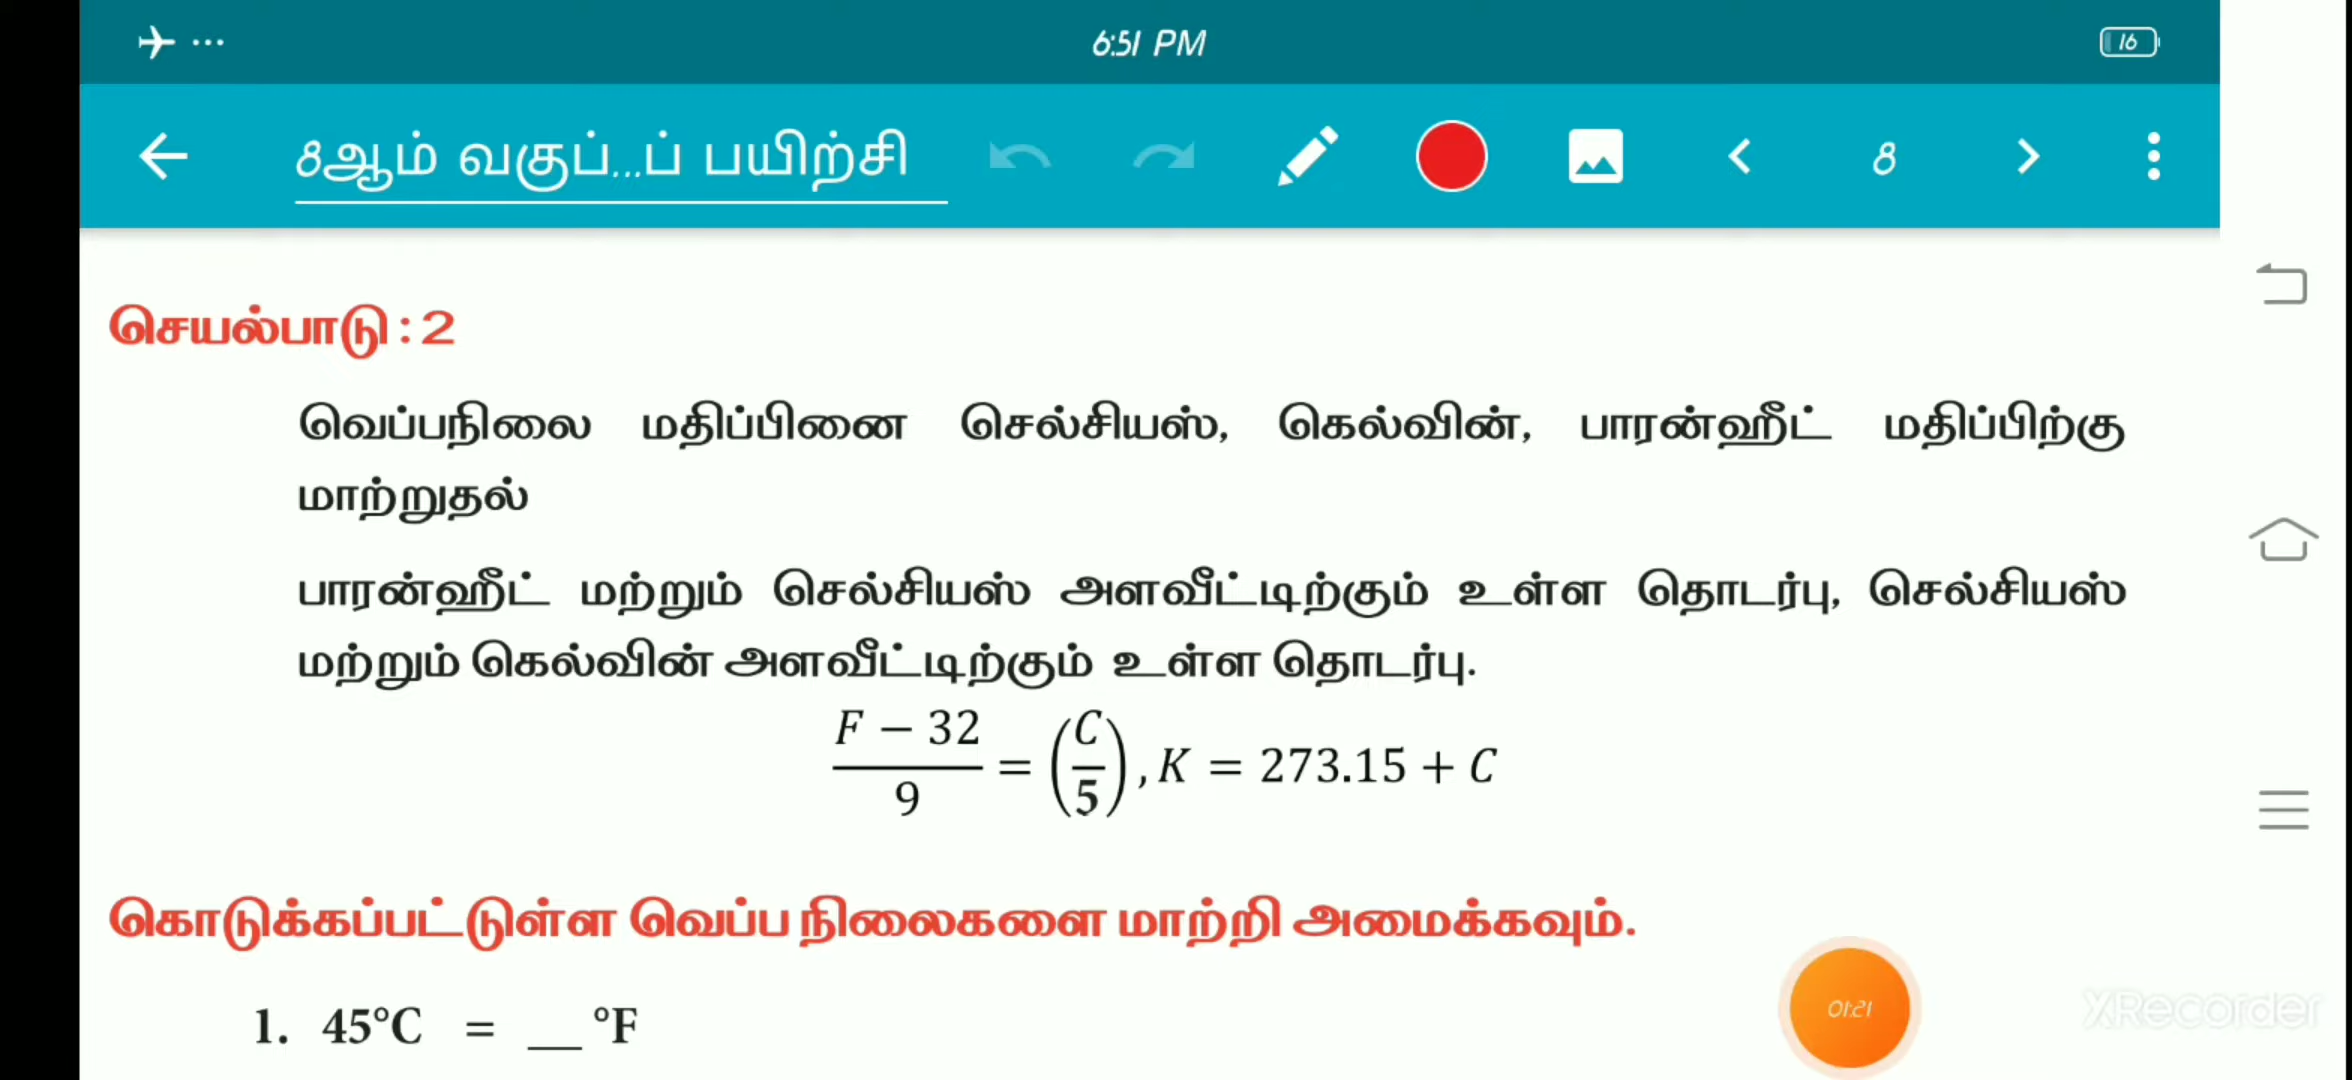 6:51 PM
16
8ஆம் வகுப்...ப் பயிற்சி
8
செயல்பாடு : 2
வெப்பநிலை மதிப்பினை செல்சியஸ், கெல்வின், பாரன்ஹீட் மதிப்பிற்கு
மாற்றுதல்
பாரன்ஹீட் மற்றும் செல்சியஸ் அளவீட்டிற்கும் உள்ள தொடர்பு, செல்சியஸ்
மற்றும் கெல்வின் அளவீட்டிற்கும் உள்ள தொடர்பு.
(F − 32)/9 = (C/5), K = 273.15 + C
கொடுக்கப்பட்டுள்ள வெப்ப நிலைகளை மாற்றி அமைக்கவும்.
1. 45°C = __ °F
01:21
XRecorder